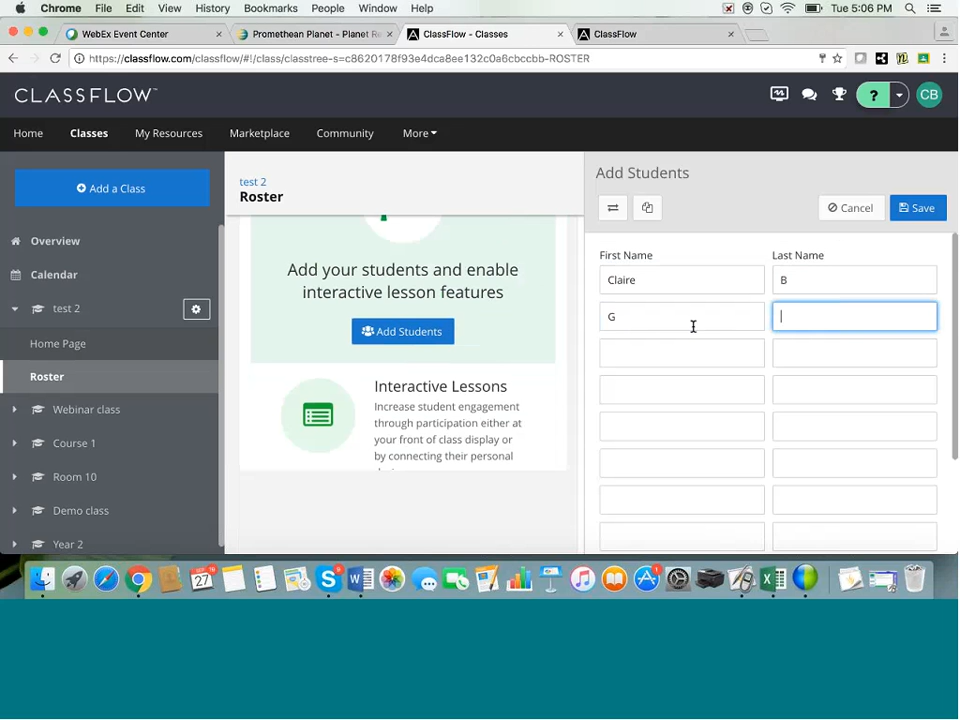 Chrome File Edit View History Bookmarks People Window Help Tue 5:06 PM
WebEx Event Center
Promethean Planet - Planet Re
ClassFlow - Classes
ClassFlow
https://classflow.com/classflow/#!/class/classtree-s=c8620178f93e4dca8ee132c0a6cbccbb-ROSTER
CLASSFLOW
? CB
Home Classes My Resources Marketplace Community More
Add a Class
Overview
Calendar
test 2
Home Page
Roster
Webinar class
Course 1
Room 10
Demo class
Year 2
test 2
Roster
Add your students and enable
interactive lesson features
Add Students
Interactive Lessons
Increase student engagement
through participation either at
your front of class display or
by connecting their personal
Add Students
Cancel Save
First Name Last Name
Claire B
G
27